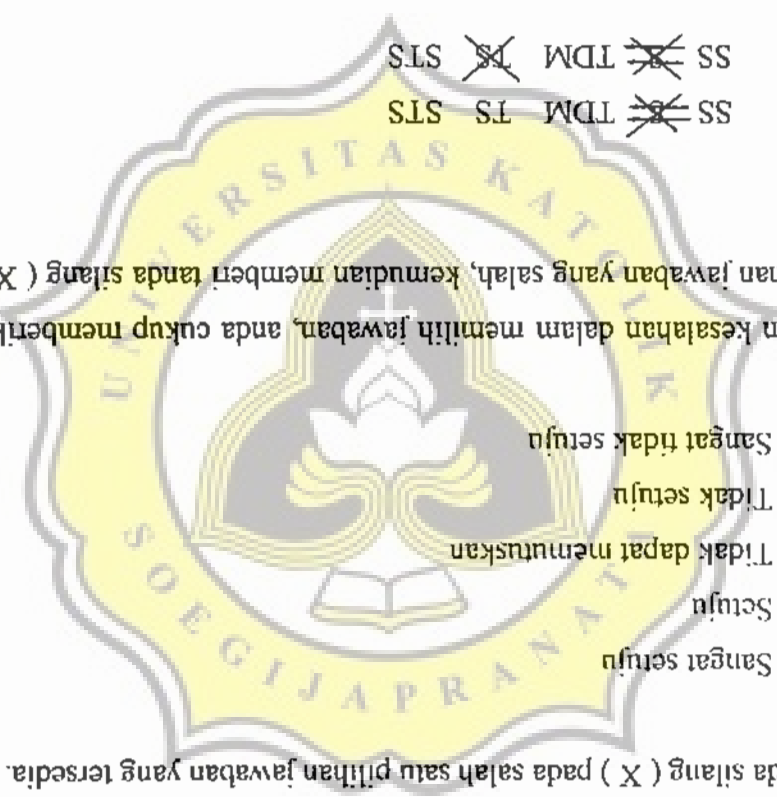 da silang ( X ) pada salah satu pilihan jawaban yang tersedia.
Sangat setuju
Setuju
Tidak dapat memutuskan
Tidak setuju
Sangat tidak setuju
kesalahan dalam memilih jawaban, anda cukup
jawaban yang salah, kemudian memberi tanda silang ( X
SS TDM TS STS
SS TDM TS STS
UNIVERSITAS KATOLIK
SOEGIJAPRANATA